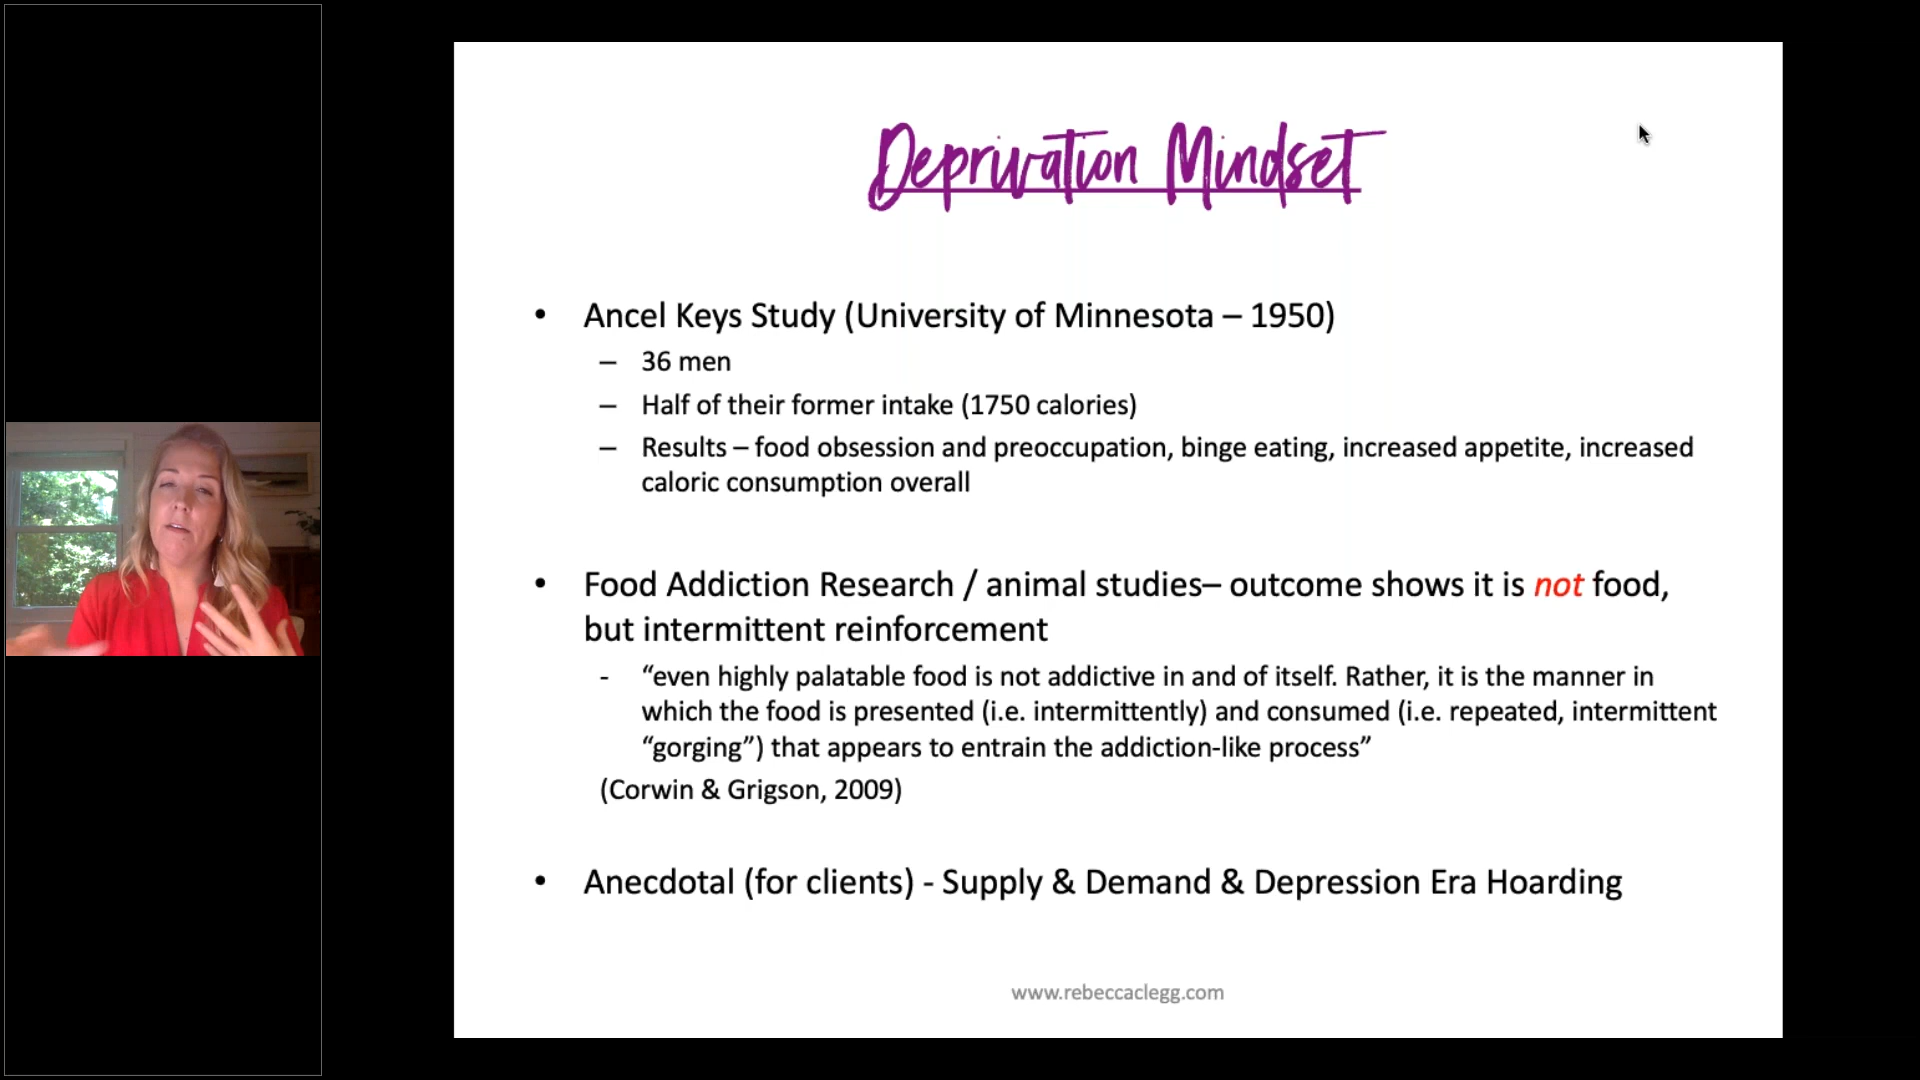 Deprivation Mindset
• Ancel Keys Study (University of Minnesota – 1950)
– 36 men
– Half of their former intake (1750 calories)
– Results – food obsession and preoccupation, binge eating, increased appetite, increased
caloric consumption overall
• Food Addiction Research / animal studies– outcome shows it is not food,
but intermittent reinforcement
- “even highly palatable food is not addictive in and of itself. Rather, it is the manner in
which the food is presented (i.e. intermittently) and consumed (i.e. repeated, intermittent
“gorging”) that appears to entrain the addiction-like process”
(Corwin & Grigson, 2009)
• Anecdotal (for clients) - Supply & Demand & Depression Era Hoarding
www.rebeccaclegg.com